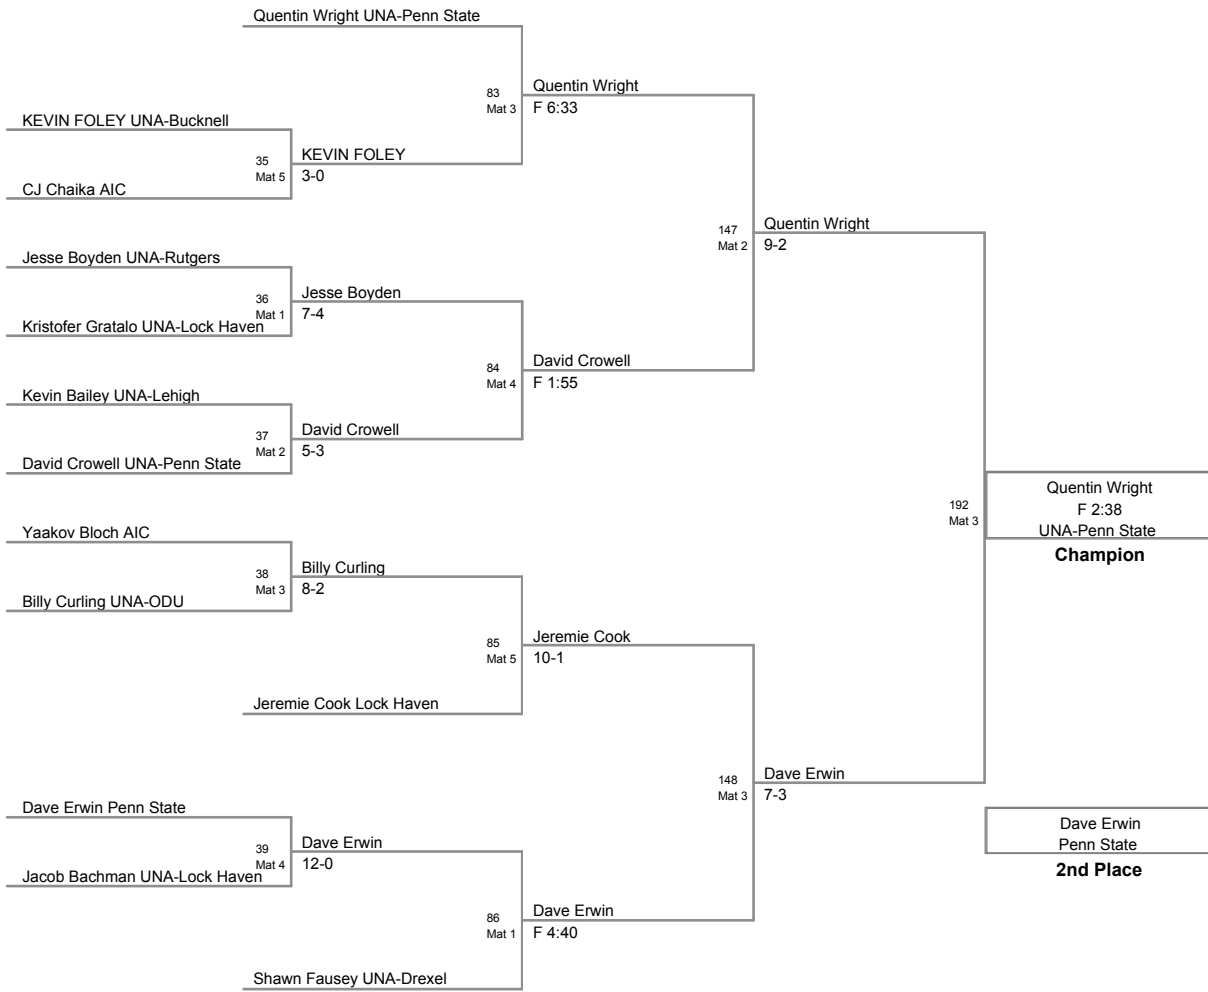 Quentin Wright UNA-Penn State
83
Mat 3
Quentin Wright
F 6:33
KEVIN FOLEY UNA-Bucknell
35
Mat 5
KEVIN FOLEY
3-0
CJ Chaika AIC
147
Mat 2
Quentin Wright
9-2
Jesse Boyden UNA-Rutgers
36
Mat 1
Jesse Boyden
7-4
Kristofer Gratalo UNA-Lock Haven
84
Mat 4
David Crowell
F 1:55
Kevin Bailey UNA-Lehigh
37
Mat 2
David Crowell
5-3
David Crowell UNA-Penn State
192
Mat 3
Quentin Wright
F 2:38
UNA-Penn State
Champion
Yaakov Bloch AIC
38
Mat 3
Billy Curling
8-2
Billy Curling UNA-ODU
85
Mat 5
Jeremie Cook
10-1
Jeremie Cook Lock Haven
148
Mat 3
Dave Erwin
7-3
Dave Erwin Penn State
39
Mat 4
Dave Erwin
12-0
Jacob Bachman UNA-Lock Haven
Dave Erwin
Penn State
2nd Place
86
Mat 1
Dave Erwin
F 4:40
Shawn Fausey UNA-Drexel